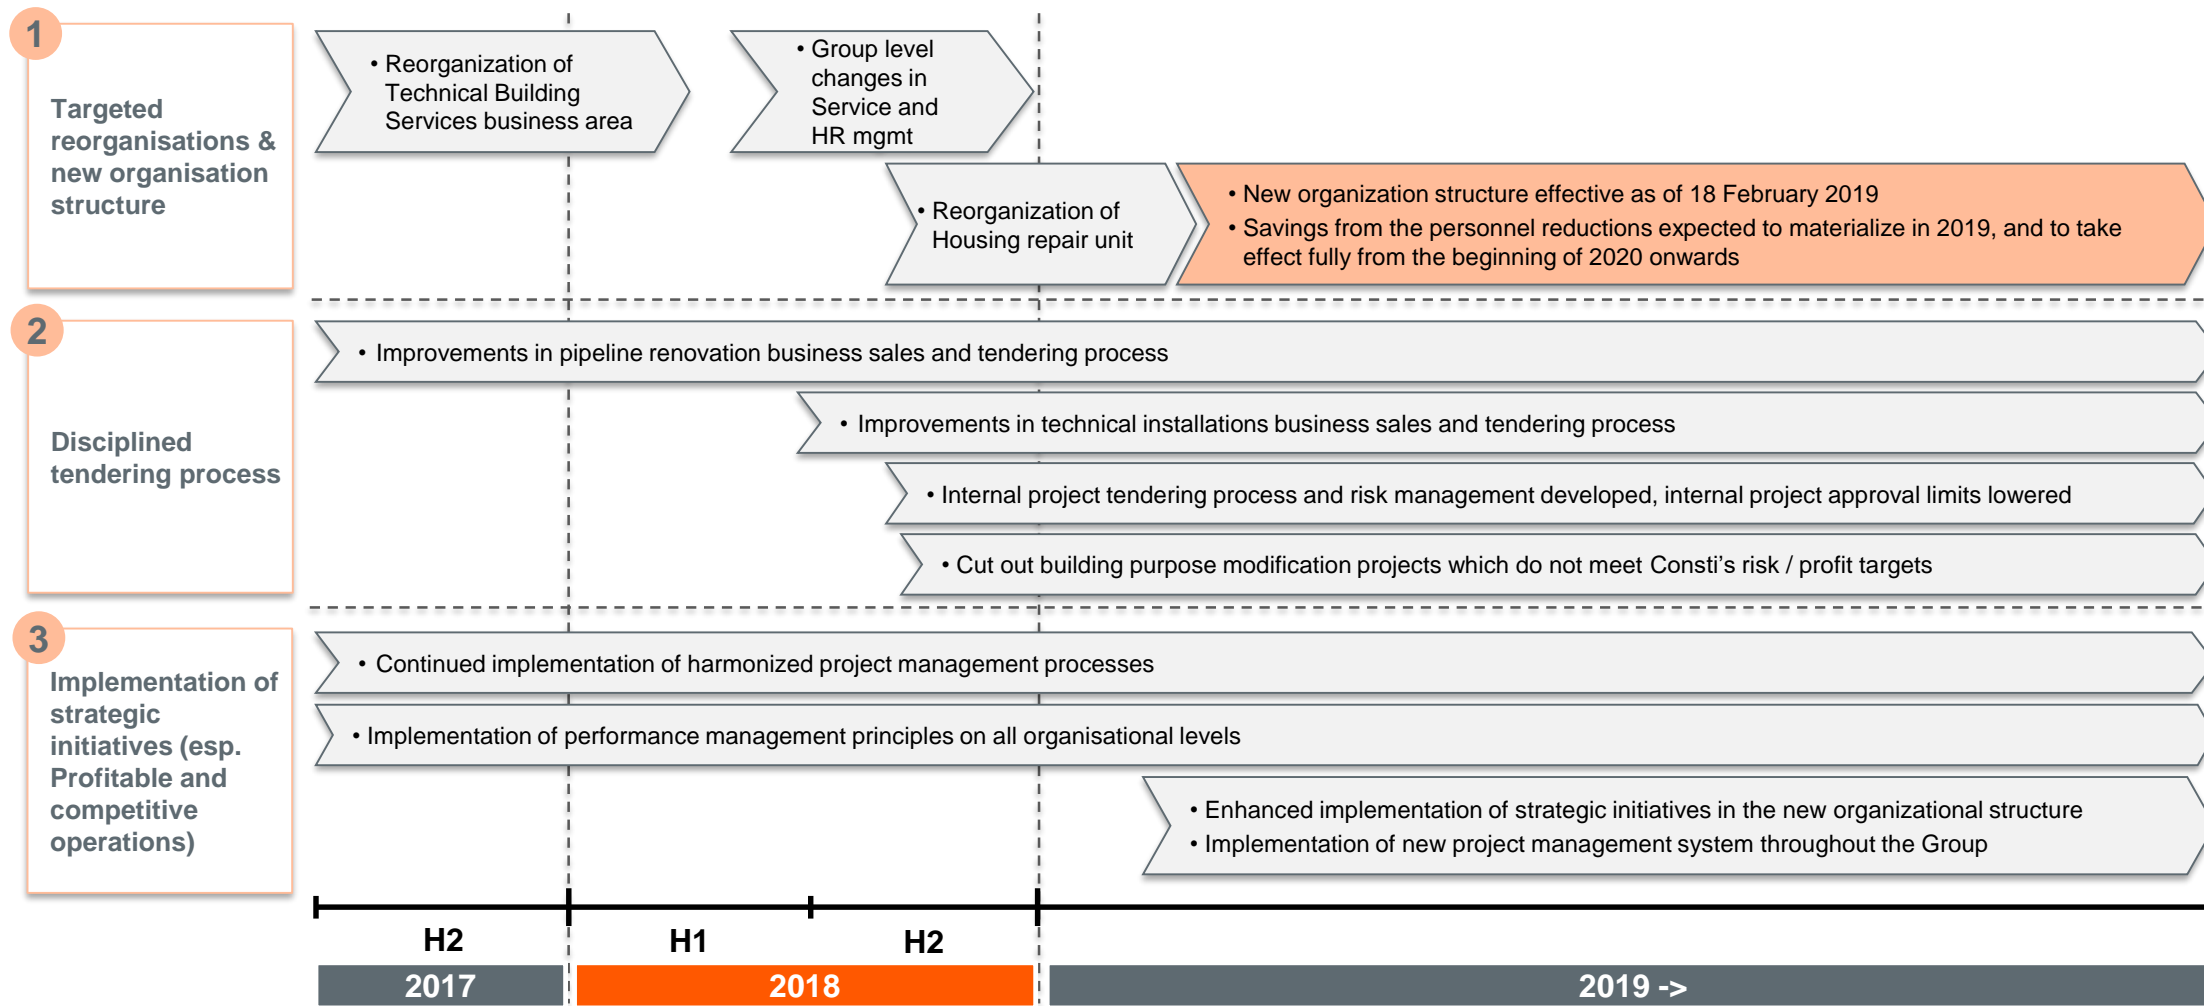 1
Targeted
reorganisations &
new organisation
structure
• Reorganization of
Technical Building
Services business area
• Group level
changes in
Service and
HR mgmt
• Reorganization of
Housing repair unit
• New organization structure effective as of 18 February 2019
• Savings from the personnel reductions expected to materialize in 2019, and to take
effect fully from the beginning of 2020 onwards
2
Disciplined
tendering process
• Improvements in pipeline renovation business sales and tendering process
• Improvements in technical installations business sales and tendering process
• Internal project tendering process and risk management developed, internal project approval limits lowered
• Cut out building purpose modification projects which do not meet Consti's risk / profit targets
3
Implementation of
strategic
initiatives (esp.
Profitable and
competitive
operations)
• Continued implementation of harmonized project management processes
• Implementation of performance management principles on all organisational levels
• Enhanced implementation of strategic initiatives in the new organizational structure
• Implementation of new project management system throughout the Group
H2
H1
H2
2017
2018
2019 ->